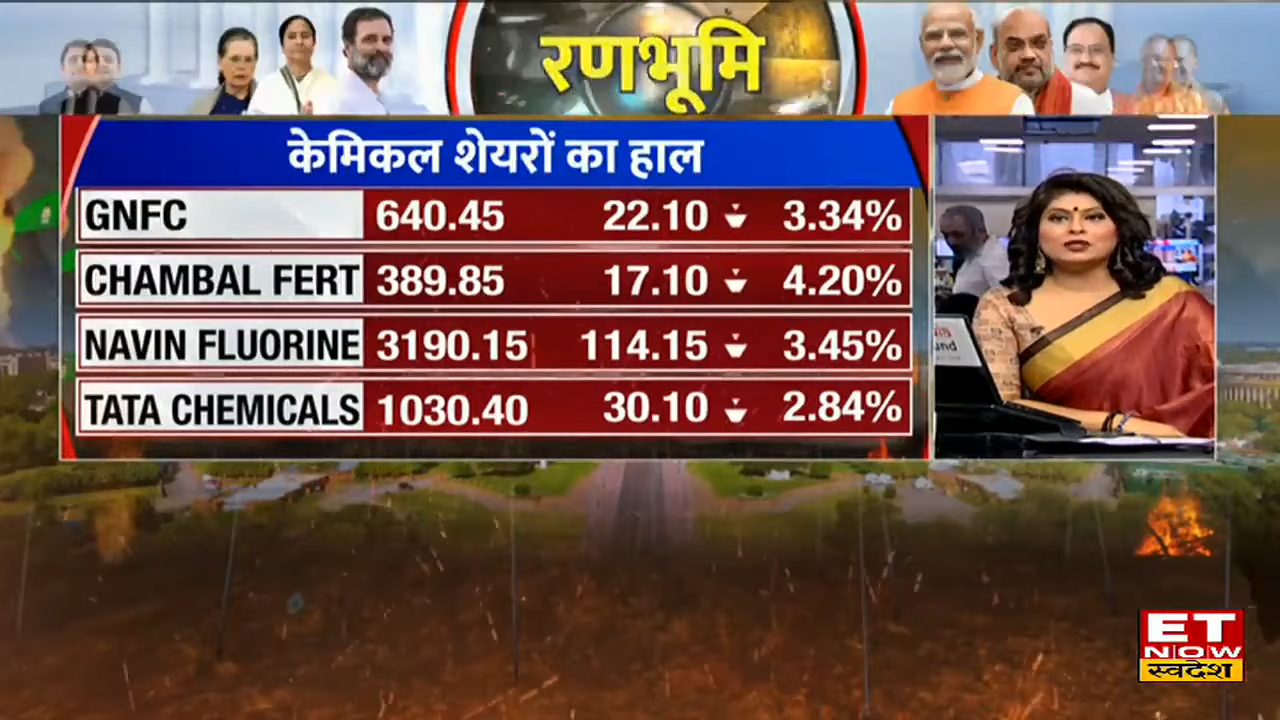 रणभूमि
केमिकल शेयरों का हाल
GNFC 640.45 22.10 3.34%
CHAMBAL FERT 389.85 17.10 4.20%
NAVIN FLUORINE 3190.15 114.15 3.45%
TATA CHEMICALS 1030.40 30.10 2.84%
und
ET
NOW
स्वदेश